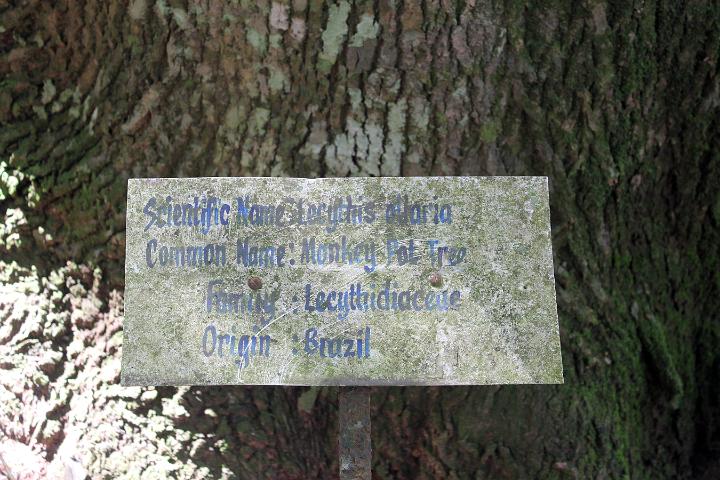 Scientific Name: Lecythis ollaria
Common Name: Monkey Pot Tree
Family : Lecythidiaceae
Origin : Brazil